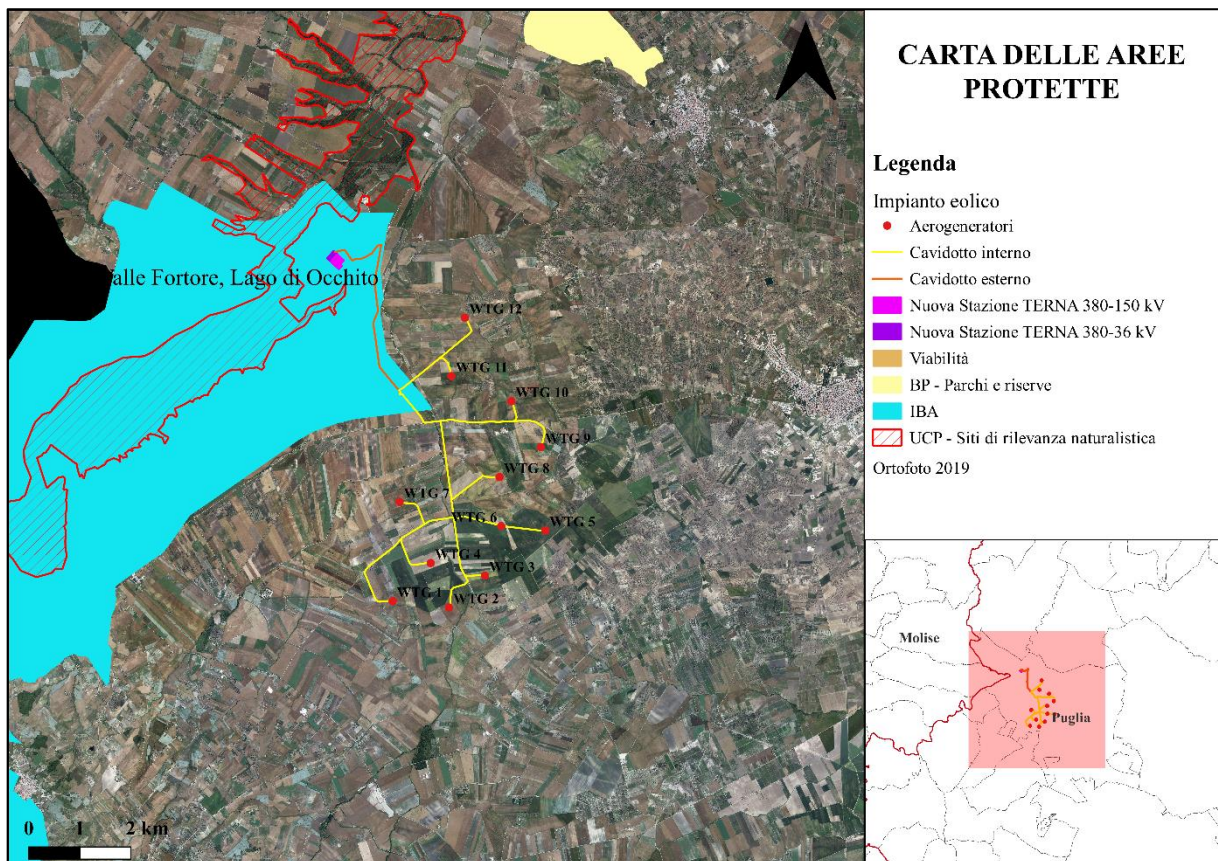 CARTA DELLE AREE
PROTETTE
Legenda
Impianto eolico
Aerogeneratori
Cavidotto interno
Cavidotto esterno
Nuova Stazione TERNA 380-150 kV
Nuova Stazione TERNA 380-36 kV
Viabilità
BP - Parchi e riserve
IBA
UCP - Siti di rilevanza naturalistica
Ortofoto 2019
alle Fortore, Lago di Occhito
WTG 12
WTG 11
WTG 10
WTG 9
WTG 8
WTG 7
WTG 6
WTG 5
WTG 4
WTG 3
WTG 1
WTG 2
0 1 2 km
Molise
Puglia